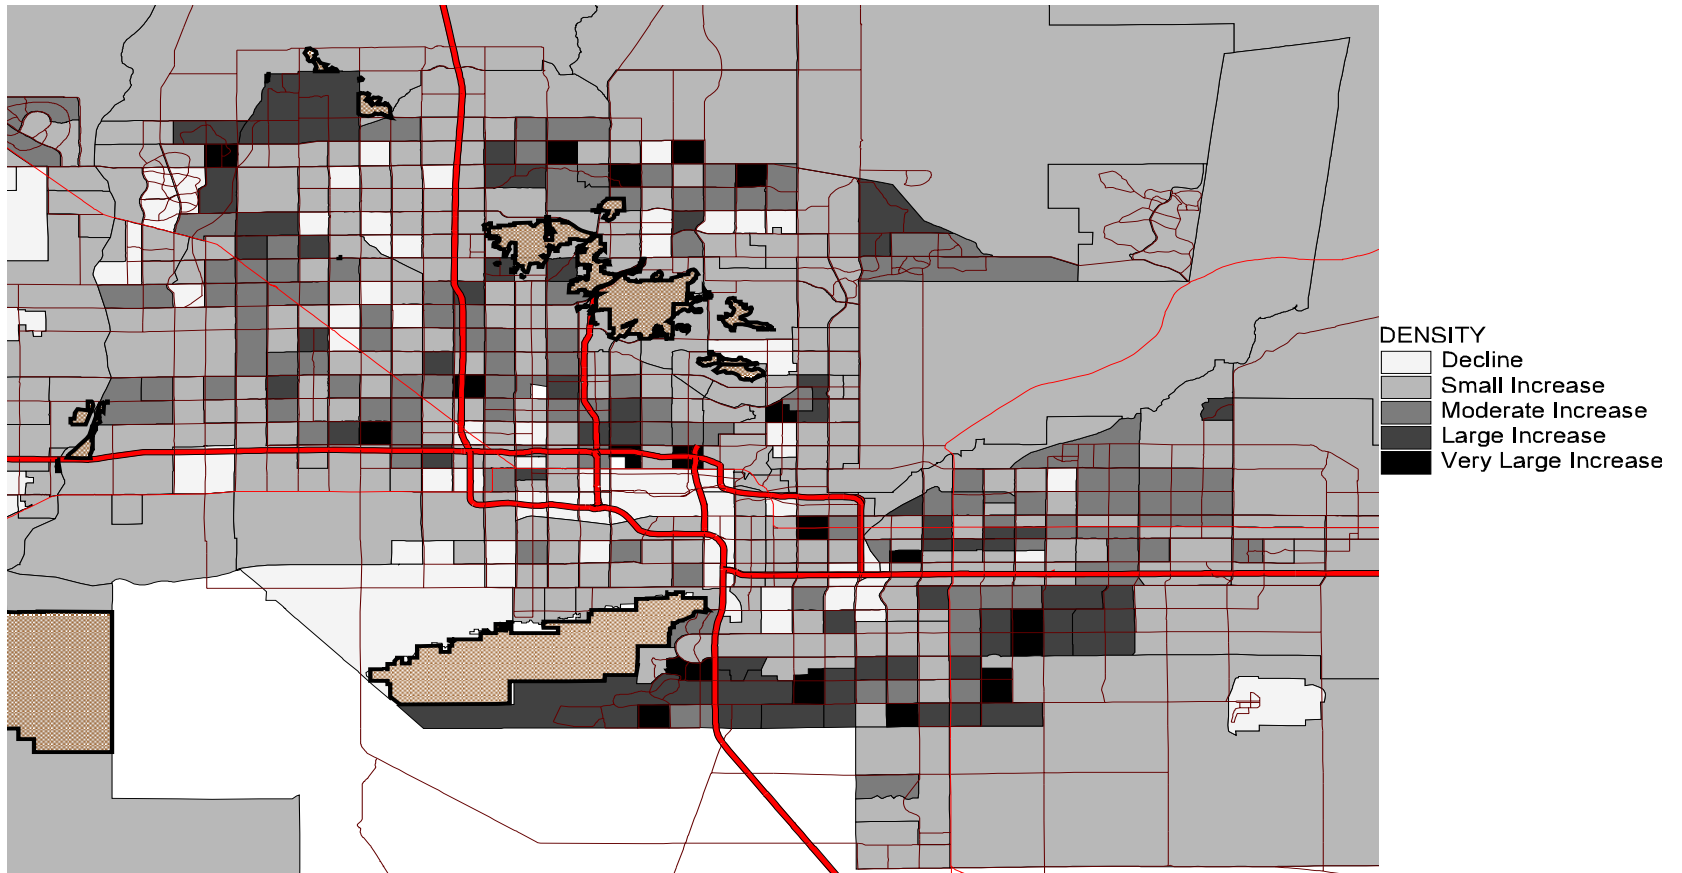 DENSITY
Decline
Small Increase
Moderate Increase
Large Increase
Very Large Increase